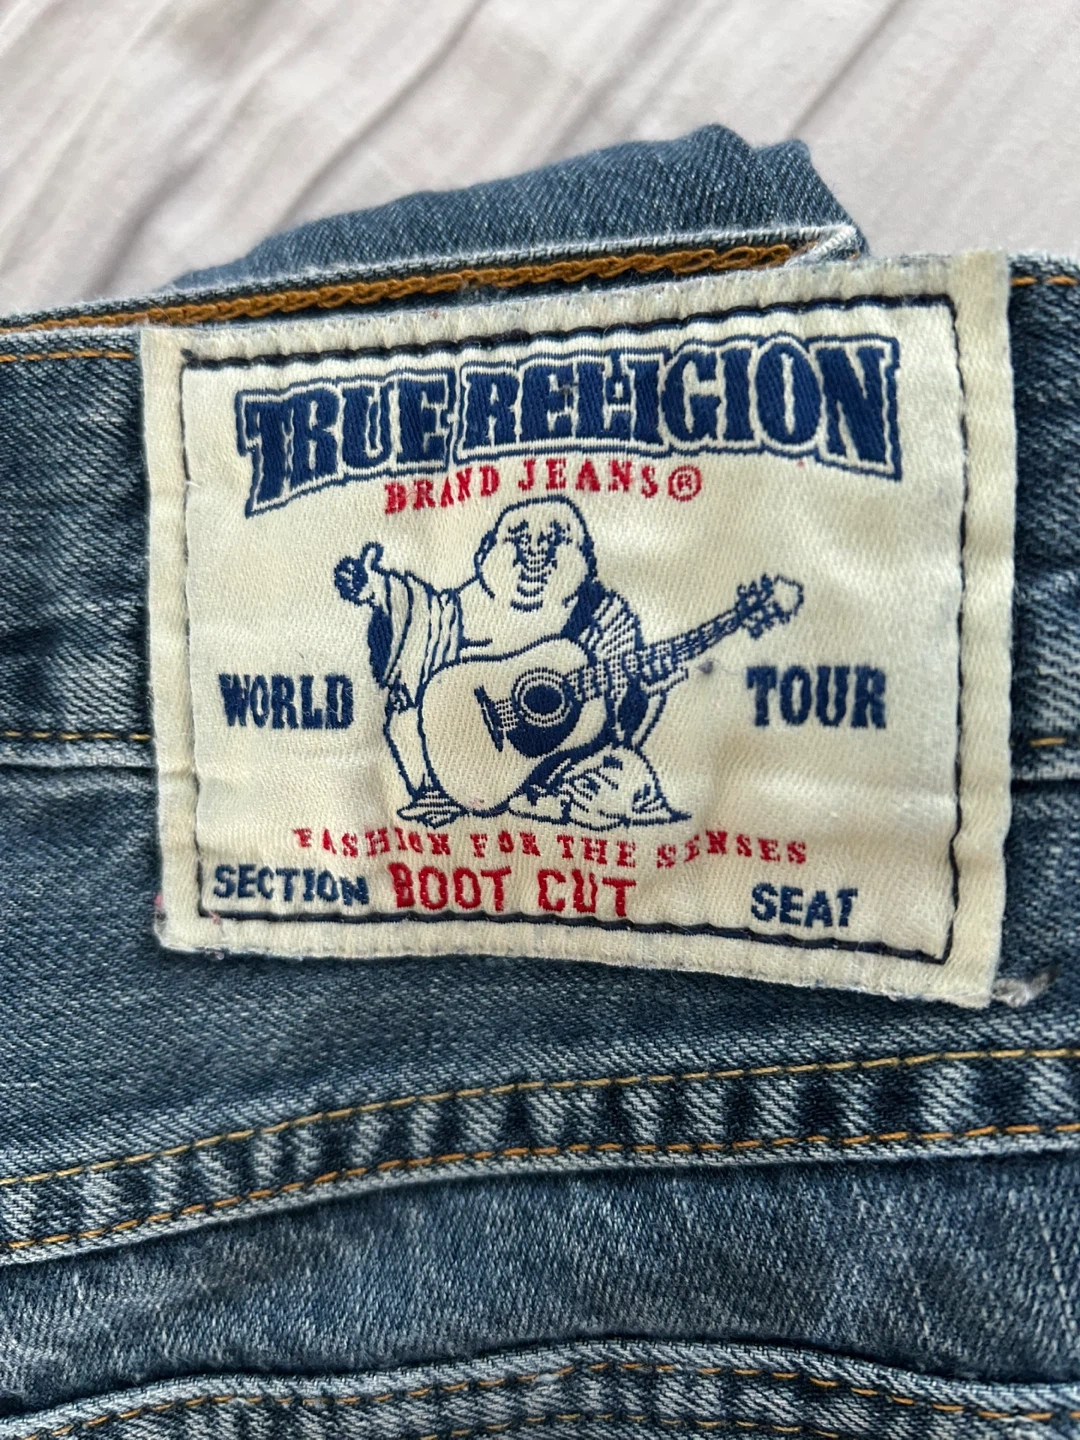 TRUE RELIGION
BRAND JEANS®
WORLD TOUR
FASHION FOR THE SENSES
SECTION BOOT CUT SEAT